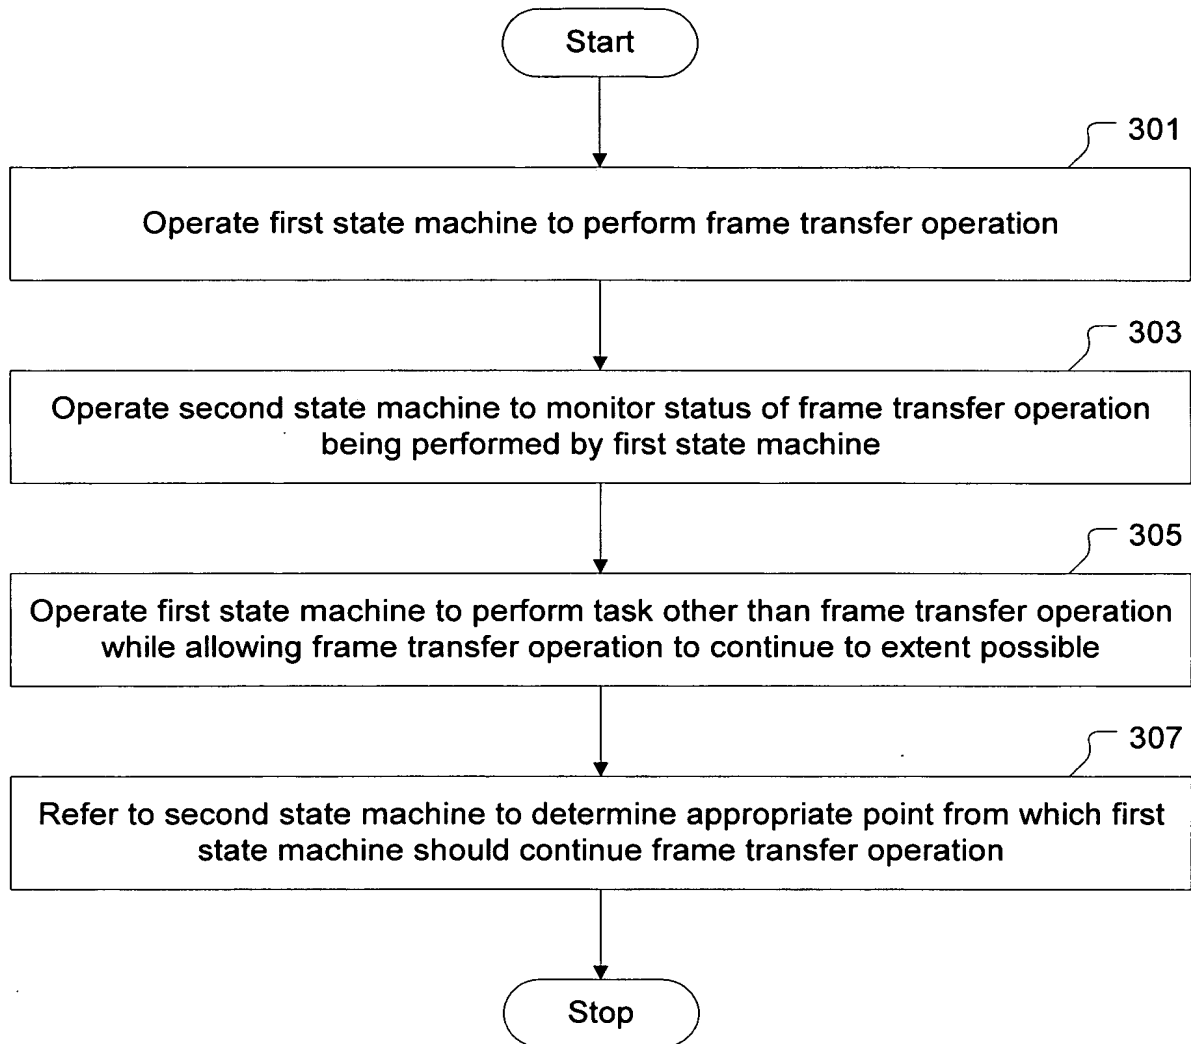 Start
301
Operate first state machine to perform frame transfer operation
303
Operate second state machine to monitor status of frame transfer operation
being performed by first state machine
305
Operate first state machine to perform task other than frame transfer operation
while allowing frame transfer operation to continue to extent possible
307
Refer to second state machine to determine appropriate point from which first
state machine should continue frame transfer operation
Stop